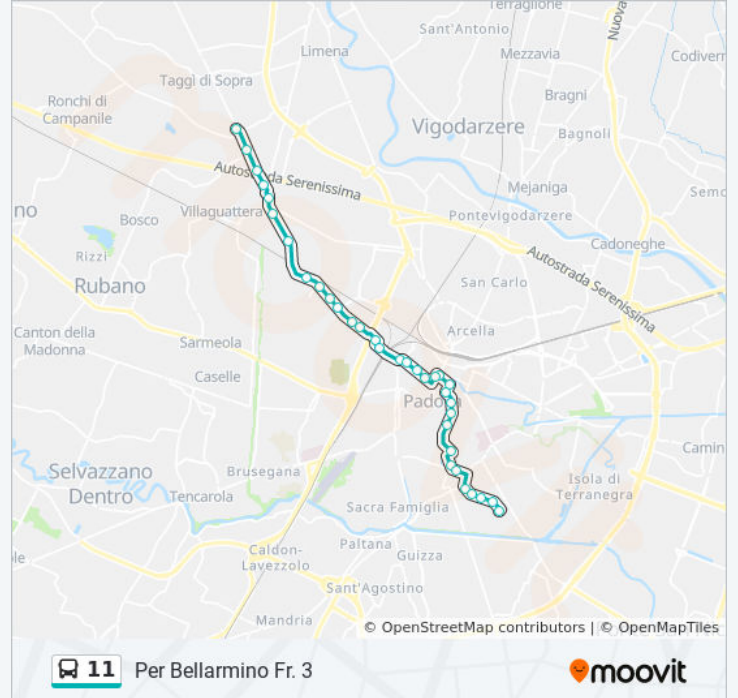 Terraglione
Sant'Antonio
Nuova
Limena
Mezzavia
Codiverr
Taggì di Sopra
Ronchi di
Campanile
Bragni
Vigodarzere
Bagnoli
Autostrada Serenissima
Mejaniga
Semo
no
Villaguattera
Bosco
Pontevigodarzere
Cadoneghe
Rizzi
Autostrada Serenissima
Rubano
San Carlo
Canton della
Madonna
Sarmeola
Arcella
Caselle
Padova
Camin
Selvazzano
Dentro
Brusegana
Isola di
Terranegra
Tencarola
Sacra Famiglia
Paltana
Guizza
le
Caldon-
Lavezzolo
Sant'Agostino
Mandria
© OpenStreetMap contributors | © OpenMapTiles
11 Per Bellarmino Fr. 3
moovit